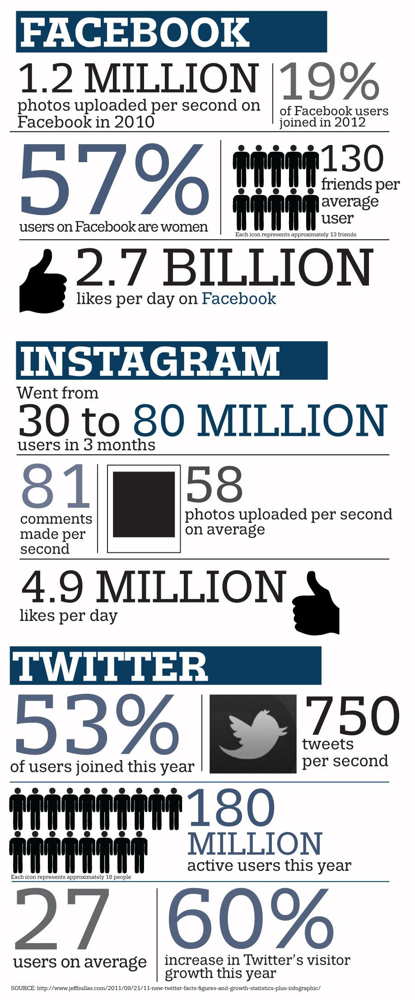 FACEBOOK
1.2 MILLION
photos uploaded per second on
Facebook in 2010
19%
of Facebook users
joined in 2012
57%
users on Facebook are women
130
friends per
average
user
Each icon represents approximately 13 friends
2.7 BILLION
likes per day on Facebook
INSTAGRAM
Went from
30 to 80 MILLION
users in 3 months
81
comments
made per
second
58
photos uploaded per second
on average
4.9 MILLION
likes per day
TWITTER
53%
of users joined this year
750
tweets
per second
180
MILLION
active users this year
Each icon represents approximately 18 people
27
users on average
60%
increase in Twitter's visitor
growth this year
SOURCE: http://www.jeffbullas.com/2011/09/21/11-new-twitter-facts-figures-and-growth-statistics-plus-infographic/